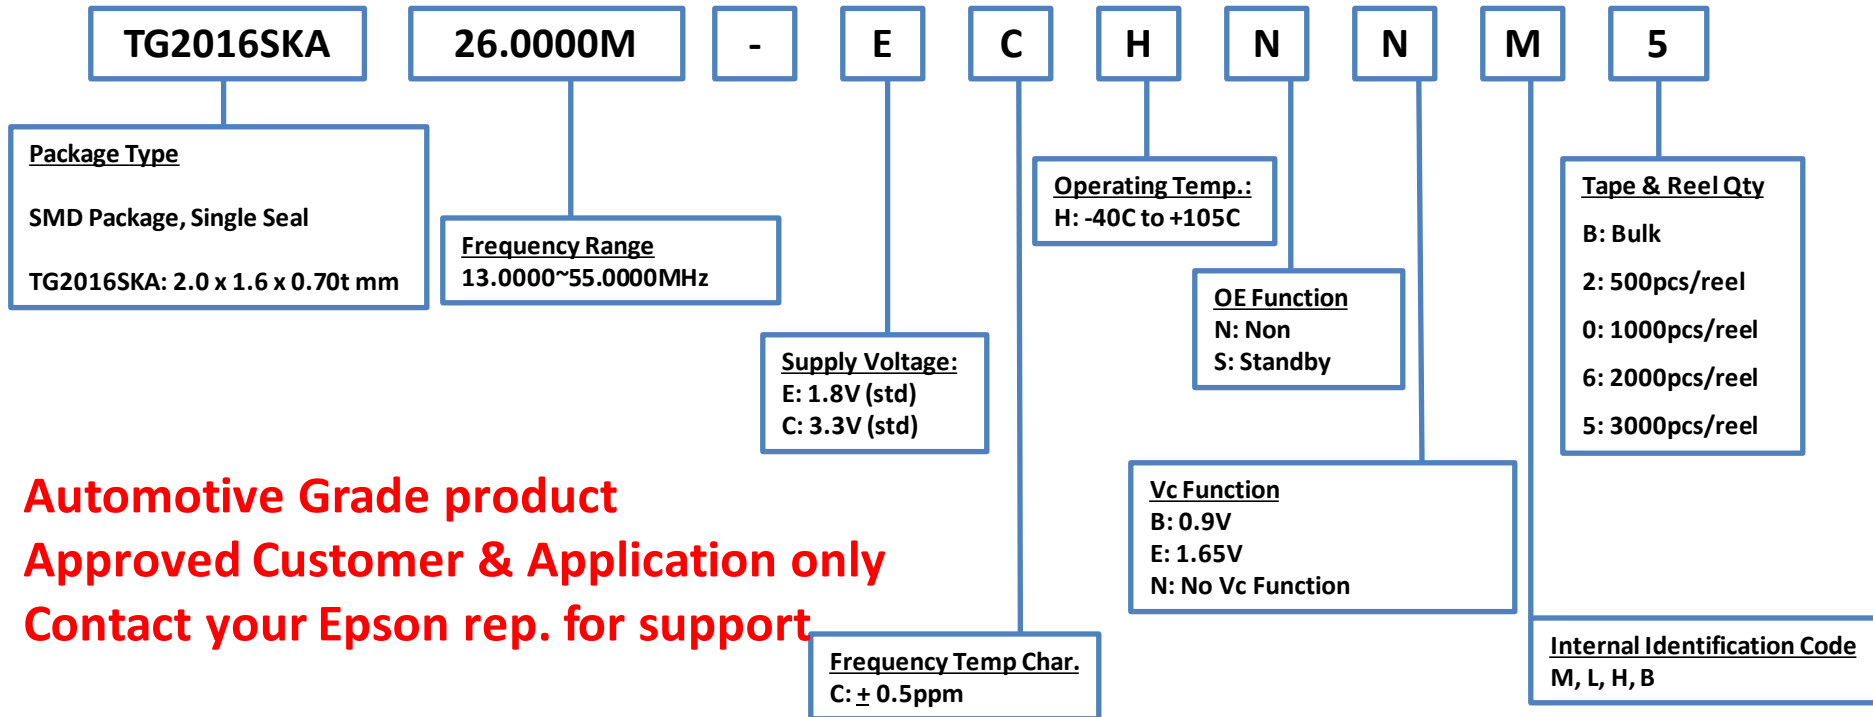 TG2016SKA 26.0000M - E C H N N M 5
Package Type
SMD Package, Single Seal
TG2016SKA: 2.0 x 1.6 x 0.70t mm
Frequency Range
13.0000~55.0000MHz
Supply Voltage:
E: 1.8V (std)
C: 3.3V (std)
Frequency Temp Char.
C: ± 0.5ppm
Operating Temp.:
H: -40C to +105C
OE Function
N: Non
S: Standby
Vc Function
B: 0.9V
E: 1.65V
N: No Vc Function
Internal Identification Code
M, L, H, B
Tape & Reel Qty
B: Bulk
2: 500pcs/reel
0: 1000pcs/reel
6: 2000pcs/reel
5: 3000pcs/reel
Automotive Grade product
Approved Customer & Application only
Contact your Epson rep. for support